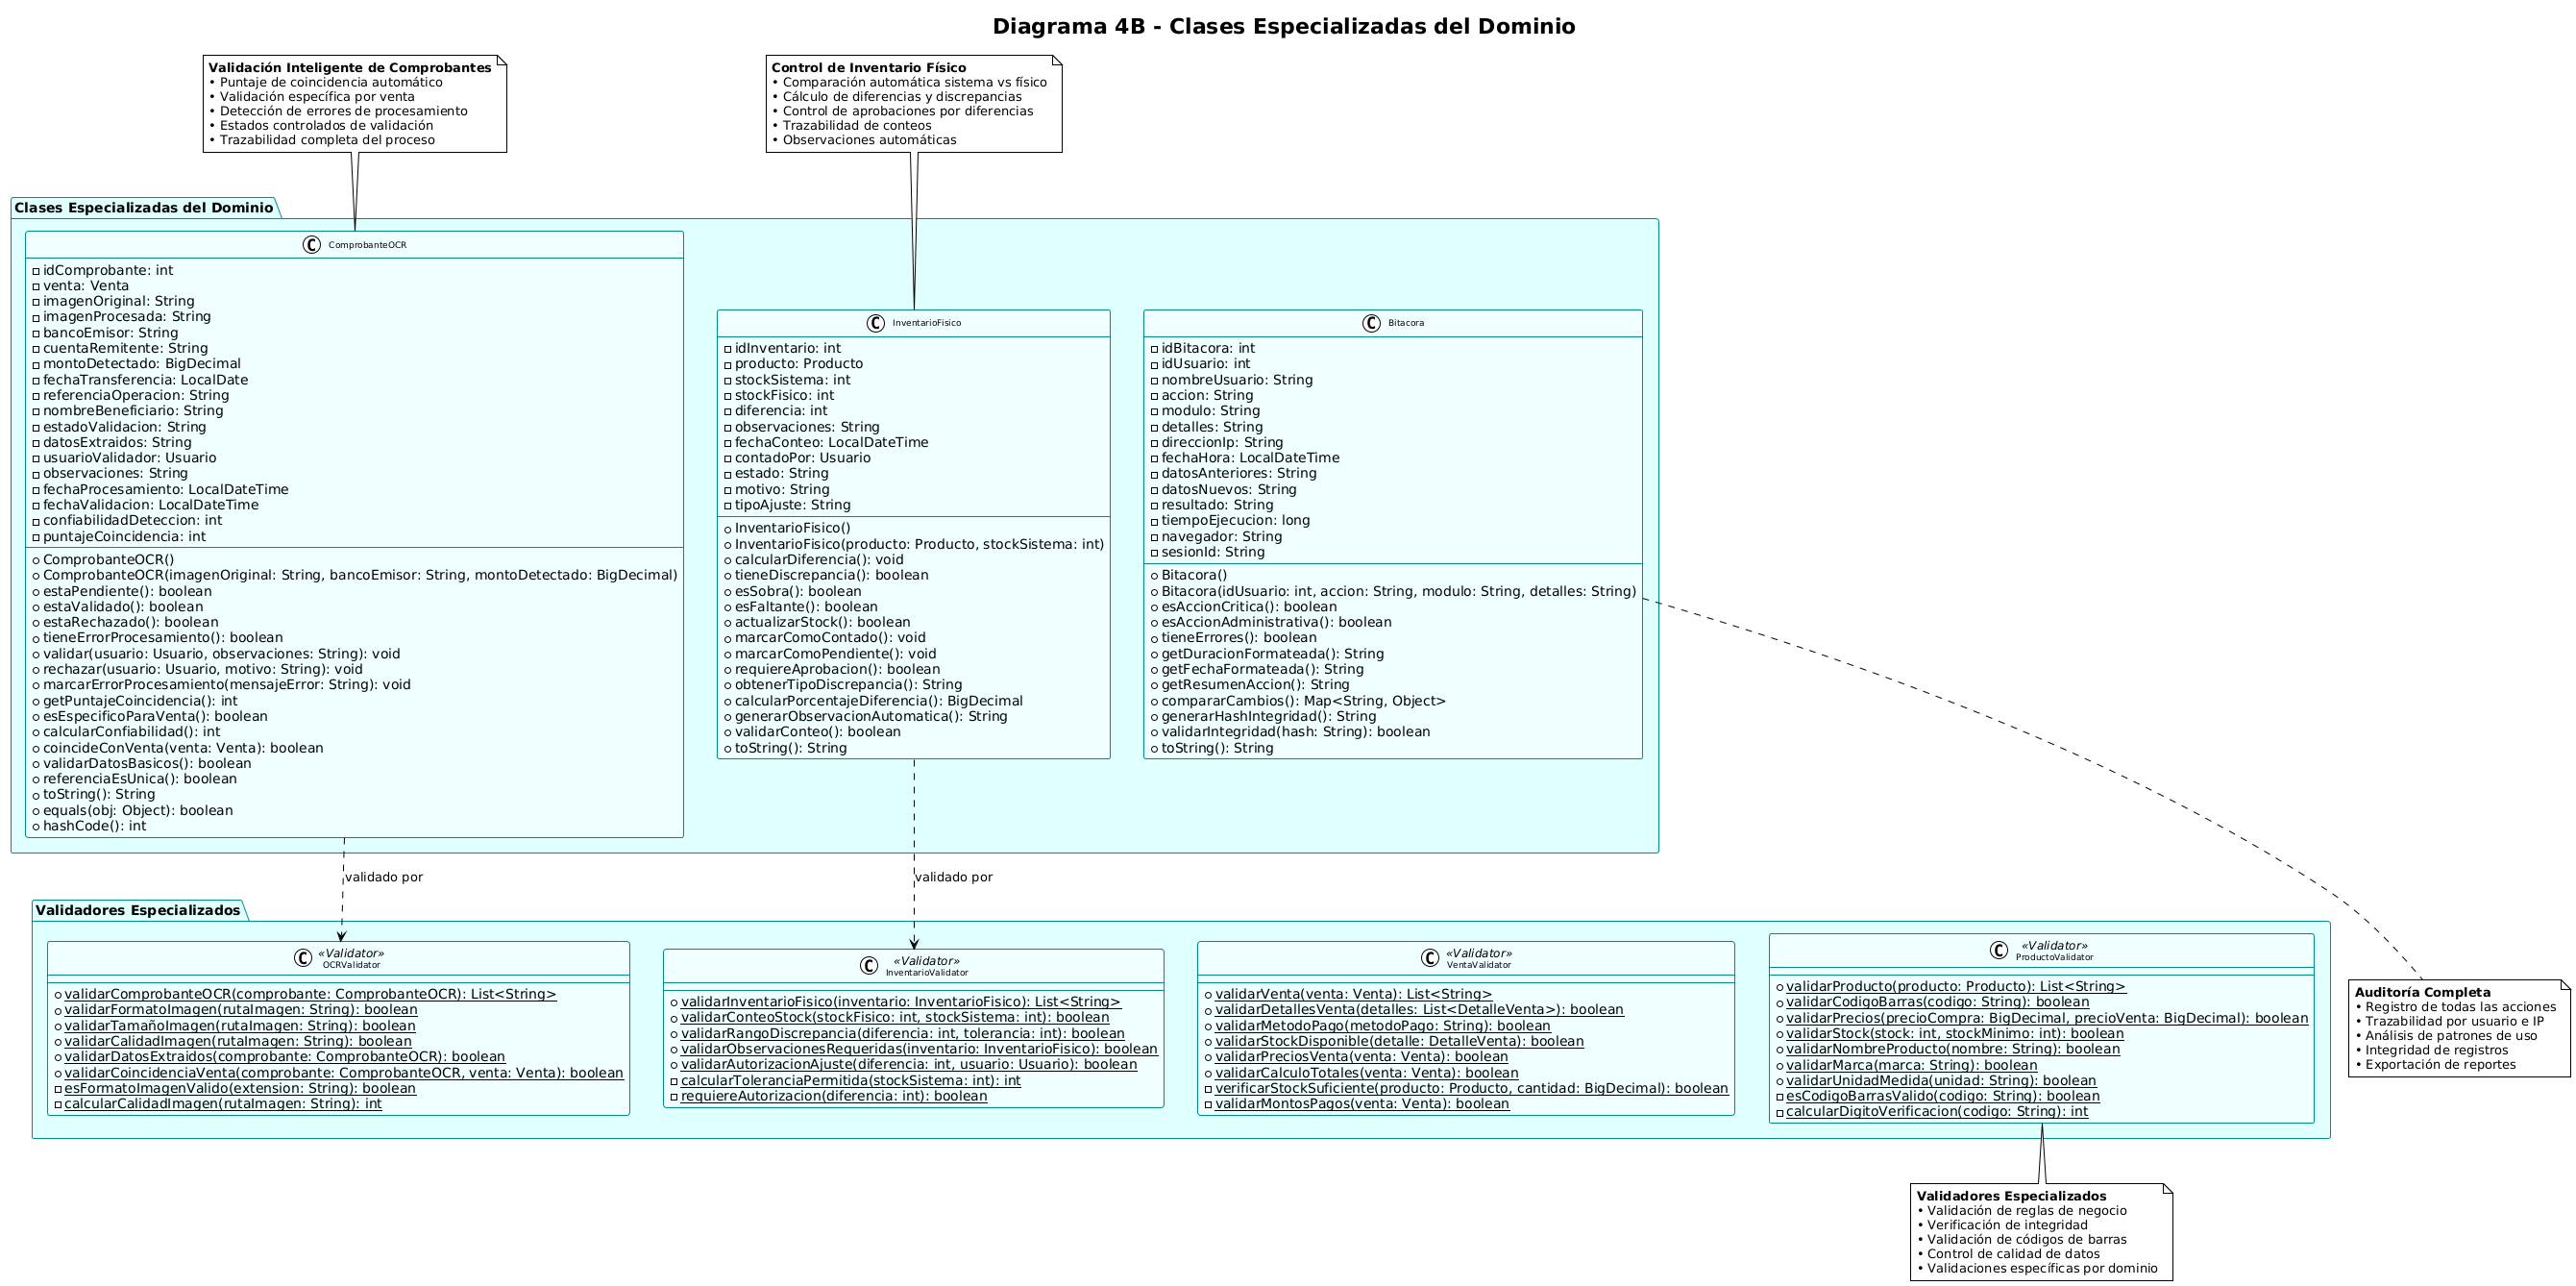 Diagrama 4B - Clases Especializadas del Dominio
Validación Inteligente de Comprobantes
• Puntaje de coincidencia automático
• Validación específica por venta
• Detección de errores de procesamiento
• Estados controlados de validación
• Trazabilidad completa del proceso
Control de Inventario Físico
• Comparación automática sistema vs físico
• Cálculo de diferencias y discrepancias
• Control de aprobaciones por diferencias
• Trazabilidad de conteos
• Observaciones automáticas
Clases Especializadas del Dominio
C ComprobanteOCR
idComprobante: int
venta: Venta
imagenOriginal: String
imagenProcesada: String
bancoEmisor: String
cuentaRemitente: String
montoDetectado: BigDecimal
fechaTransferencia: LocalDate
referenciaOperacion: String
nombreBeneficiario: String
estadoValidacion: String
datosExtraidos: String
usuarioValidador: Usuario
observaciones: String
fechaProcesamiento: LocalDateTime
fechaValidacion: LocalDateTime
confiabilidadDeteccion: int
puntajeCoincidencia: int
ComprobanteOCR()
ComprobanteOCR(imagenOriginal: String, bancoEmisor: String, montoDetectado: BigDecimal)
estaPendiente(): boolean
estaValidado(): boolean
estaRechazado(): boolean
tieneErrorProcesamiento(): boolean
validar(usuario: Usuario, observaciones: String): void
rechazar(usuario: Usuario, motivo: String): void
marcarErrorProcesamiento(mensajeError: String): void
getPuntajeCoincidencia(): int
esEspecificoParaVenta(): boolean
calcularConfiabilidad(): int
coincideConVenta(venta: Venta): boolean
validarDatosBasicos(): boolean
referenciaEsUnica(): boolean
toString(): String
equals(obj: Object): boolean
hashCode(): int
C InventarioFisico
idInventario: int
producto: Producto
stockSistema: int
stockFisico: int
diferencia: int
observaciones: String
fechaConteo: LocalDateTime
contadoPor: Usuario
estado: String
motivo: String
tipoAjuste: String
InventarioFisico()
InventarioFisico(producto: Producto, stockSistema: int)
calcularDiferencia(): void
tieneDiscrepancia(): boolean
esSobra(): boolean
esFaltante(): boolean
actualizarStock(): boolean
marcarComoContado(): void
marcarComoPendiente(): void
requiereAprobacion(): boolean
obtenerTipoDiscrepancia(): String
calcularPorcentajeDiferencia(): BigDecimal
generarObservacionAutomatica(): String
validarConteo(): boolean
toString(): String
C Bitacora
idBitacora: int
idUsuario: int
nombreUsuario: String
accion: String
modulo: String
detalles: String
direccionIp: String
fechaHora: LocalDateTime
datosAnteriores: String
datosNuevos: String
resultado: String
tiempoEjecucion: long
navegador: String
sesionId: String
Bitacora()
Bitacora(idUsuario: int, accion: String, modulo: String, detalles: String)
esAccionCritica(): boolean
esAccionAdministrativa(): boolean
tieneErrores(): boolean
getDuracionFormateada(): String
getFechaFormateada(): String
getResumenAccion(): String
compararCambios(): Map<String, Object>
generarHashIntegridad(): String
validarIntegridad(hash: String): boolean
toString(): String
validado por
validado por
Validadores Especializados
C «Validator»
OCRValidator
validarComprobanteOCR(comprobante: ComprobanteOCR): List<String>
validarFormatoImagen(rutaImagen: String): boolean
validarTamañoImagen(rutaImagen: String): boolean
validarCalidadImagen(rutaImagen: String): boolean
validarDatosExtraidos(comprobante: ComprobanteOCR): boolean
validarCoincidenciaVenta(comprobante: ComprobanteOCR, venta: Venta): boolean
esFormatoImagenValido(extension: String): boolean
calcularCalidadImagen(rutaImagen: String): int
C «Validator»
InventarioValidator
validarInventarioFisico(inventario: InventarioFisico): List<String>
validarConteoStock(stockFisico: int, stockSistema: int): boolean
validarRangoDiscrepancia(diferencia: int, tolerancia: int): boolean
validarObservacionesRequeridas(inventario: InventarioFisico): boolean
validarAutorizacionAjuste(diferencia: int, usuario: Usuario): boolean
calcularToleranciaPermitida(stockSistema: int): int
requiereAutorizacion(diferencia: int): boolean
C «Validator»
VentaValidator
validarVenta(venta: Venta): List<String>
validarDetallesVenta(detalles: List<DetalleVenta>): boolean
validarMetodoPago(metodoPago: String): boolean
validarStockDisponible(detalle: DetalleVenta): boolean
validarPreciosVenta(venta: Venta): boolean
validarCalculoTotales(venta: Venta): boolean
verificarStockSuficiente(producto: Producto, cantidad: BigDecimal): boolean
validarMontosPagos(venta: Venta): boolean
C «Validator»
ProductoValidator
validarProducto(producto: Producto): List<String>
validarCodigoBarras(codigo: String): boolean
validarPrecios(precioCompra: BigDecimal, precioVenta: BigDecimal): boolean
validarStock(stock: int, stockMinimo: int): boolean
validarNombreProducto(nombre: String): boolean
validarMarca(marca: String): boolean
validarUnidadMedida(unidad: String): boolean
esCodigoBarrasValido(codigo: String): boolean
calcularDigitoVerificacion(codigo: String): int
Auditoría Completa
• Registro de todas las acciones
• Trazabilidad por usuario e IP
• Análisis de patrones de uso
• Integridad de registros
• Exportación de reportes
Validadores Especializados
• Validación de reglas de negocio
• Verificación de integridad
• Validación de códigos de barras
• Control de calidad de datos
• Validaciones específicas por dominio